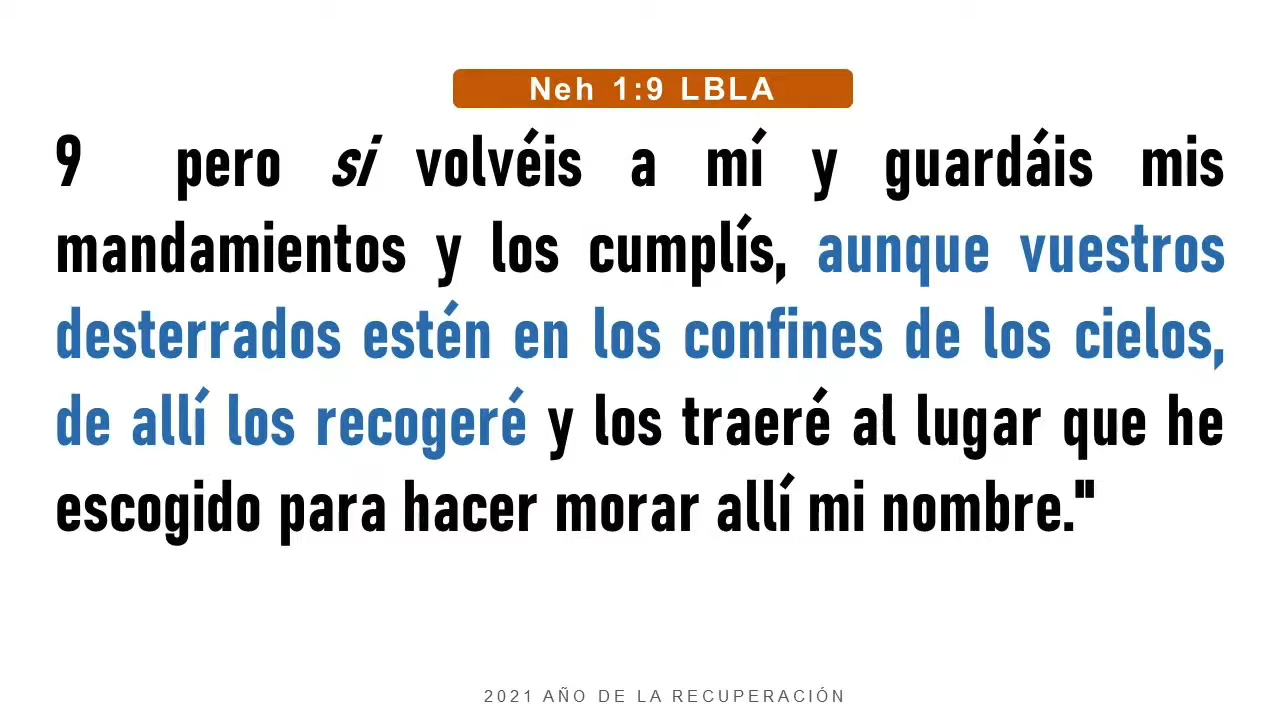 Neh 1:9 LBLA
9 pero si volvéis a mí y guardáis mis
mandamientos y los cumplís, aunque vuestros
desterrados estén en los confines de los cielos,
de allí los recogeré y los traeré al lugar que he
escogido para hacer morar allí mi nombre."
2021 AÑO DE LA RECUPERACIÓN